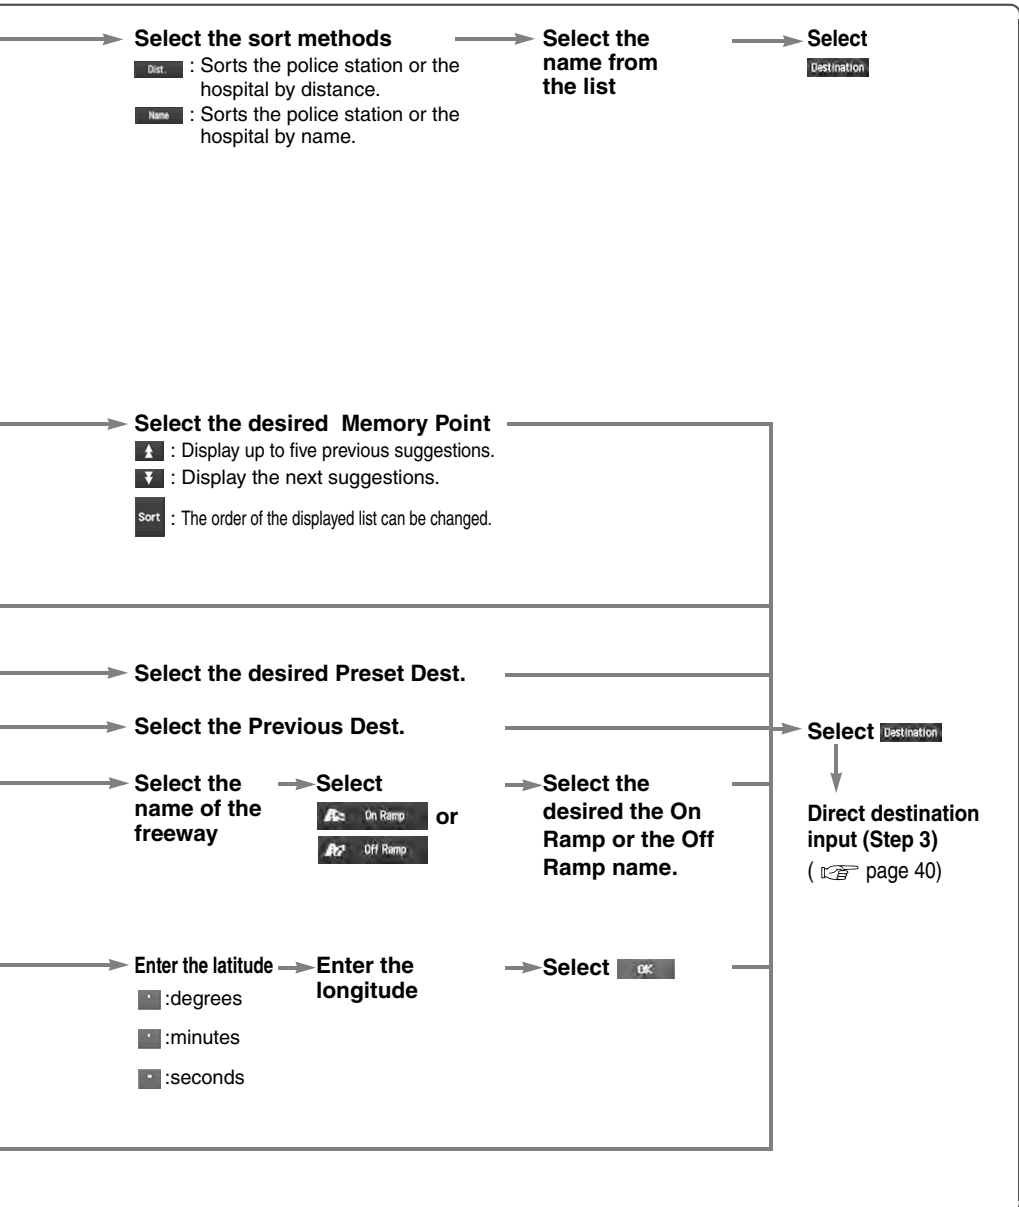 Select the sort methods
Dist. : Sorts the police station or the
hospital by distance.
Name : Sorts the police station or the
hospital by name.
Select the
name from
the list
Select
Destination
Select the desired Memory Point
: Display up to five previous suggestions.
: Display the next suggestions.
Sort : The order of the displayed list can be changed.
Select the desired Preset Dest.
Select the Previous Dest.
Select Destination
Direct destination
input (Step 3)
( page 40)
Select the
name of the
freeway
Select
On Ramp or
Off Ramp
Select the
desired the On
Ramp or the Off
Ramp name.
Enter the latitude
:degrees
:minutes
:seconds
Enter the
longitude
Select OK